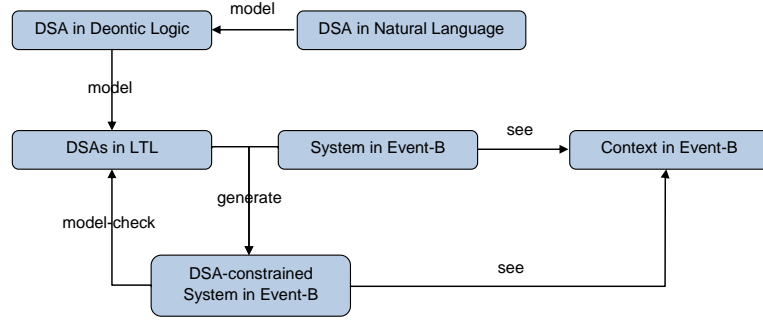 model
DSA in Deontic Logic
DSA in Natural Language
model
DSAs in LTL
System in Event-B
see
Context in Event-B
generate
model-check
DSA-constrained
System in Event-B
see